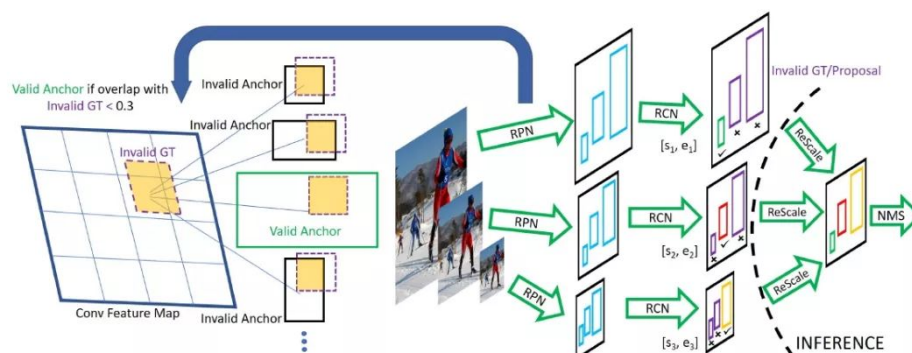 Valid Anchor if overlap with
Invalid GT < 0.3
Invalid GT
Conv Feature Map
Invalid Anchor
Invalid Anchor
Valid Anchor
Invalid Anchor
RPN
RCN
[s₁, e₁]
RPN
RCN
[s₂, e₂]
RPN
RCN
[s₃, e₃]
Invalid GT/Proposal
ReScale
ReScale
ReScale
NMS
INFERENCE